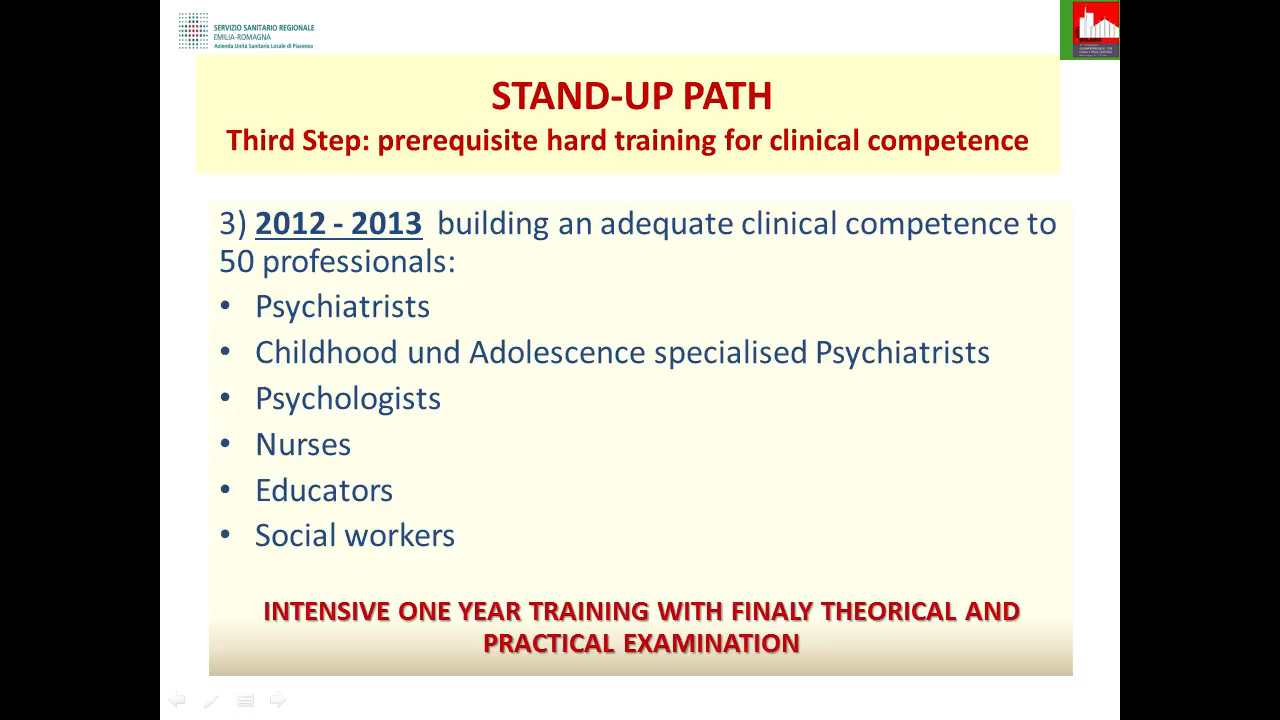 SERVIZIO SANITARIO REGIONALE
EMILIA-ROMAGNA
Azienda Unità Sanitaria Locale di Piacenza
STAND-UP PATH
Third Step: prerequisite hard training for clinical competence
3) 2012 - 2013 building an adequate clinical competence to
50 professionals:
• Psychiatrists
• Childhood und Adolescence specialised Psychiatrists
• Psychologists
• Nurses
• Educators
• Social workers
INTENSIVE ONE YEAR TRAINING WITH FINALY THEORICAL AND
PRACTICAL EXAMINATION